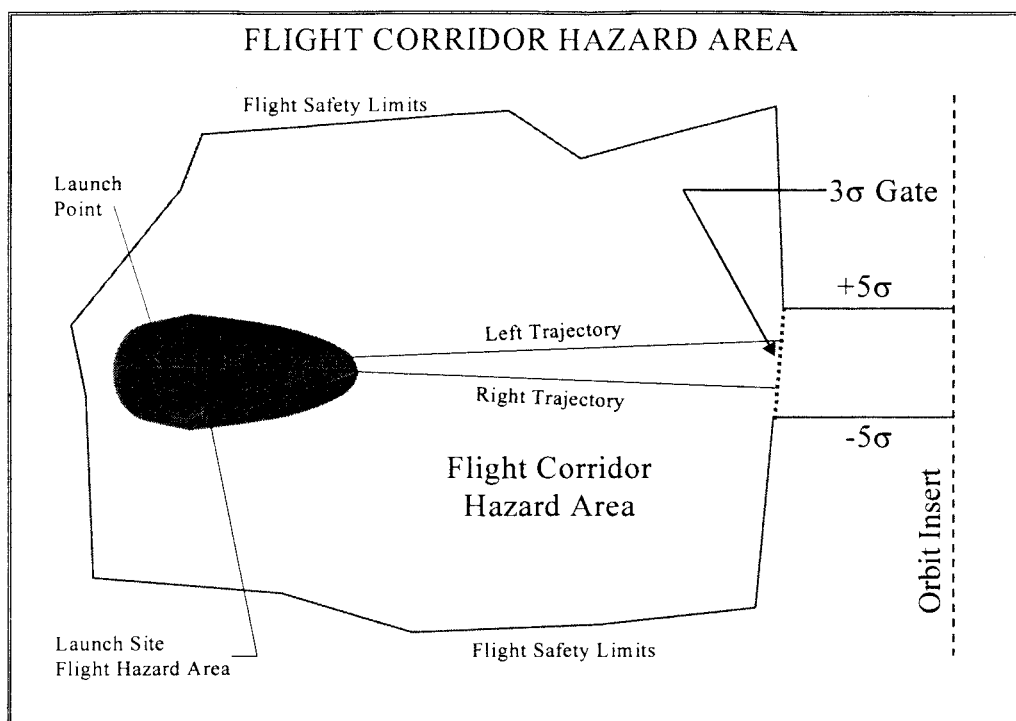 FLIGHT CORRIDOR HAZARD AREA
Flight Safety Limits
Launch
Point
3σ Gate
+5σ
Left Trajectory
Right Trajectory
-5σ
Flight Corridor
Hazard Area
Orbit Insert
Launch Site
Flight Hazard Area
Flight Safety Limits